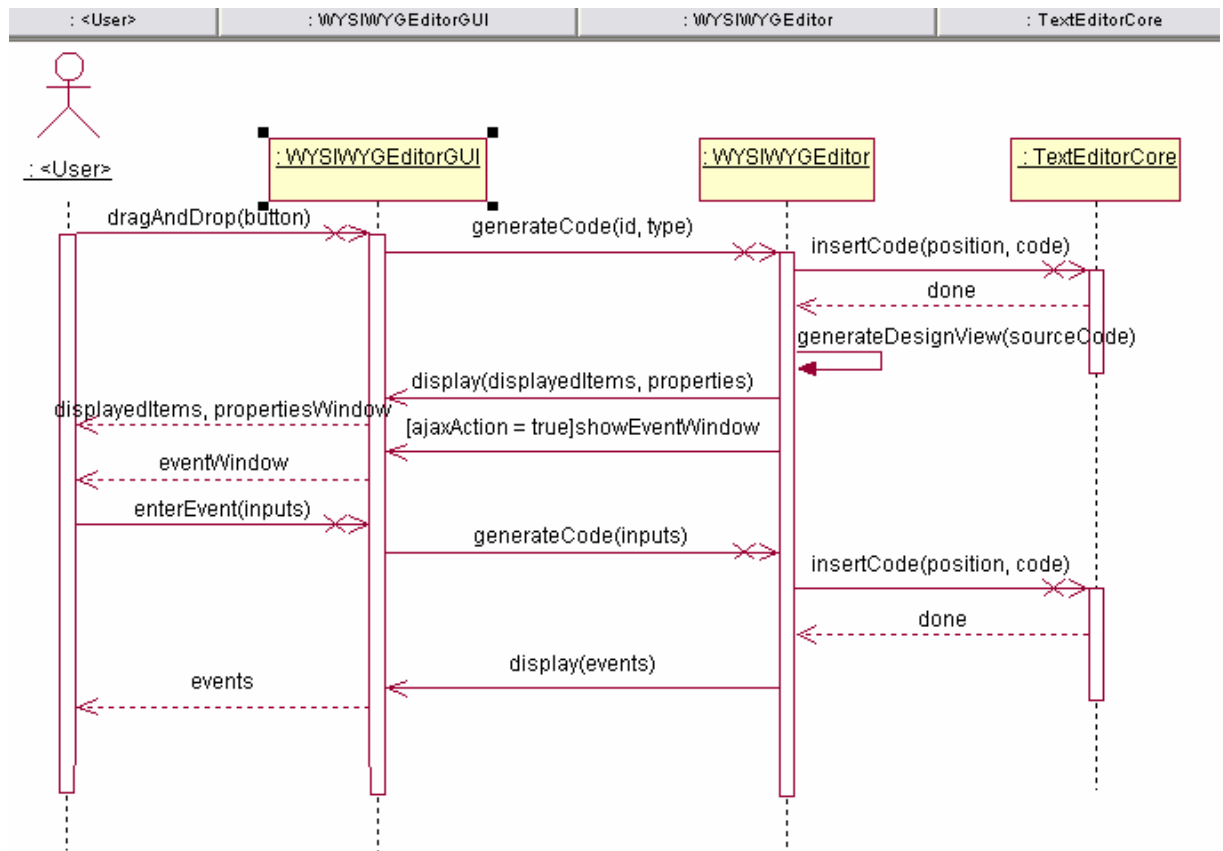 : <User>
: WYSIWYGEditorGUI
: WYSIWYGEditor
: TextEditorCore
: <User>
: WYSIWYGEditorGUI
: WYSIWYGEditor
: TextEditorCore
dragAndDrop(button)
generateCode(id, type)
insertCode(position, code)
done
generateDesignView(sourceCode)
display(displayedItems, properties)
displayedItems, propertiesWindow
[ajaxAction = true]showEventWindow
eventWindow
enterEvent(inputs)
generateCode(inputs)
insertCode(position, code)
done
display(events)
events